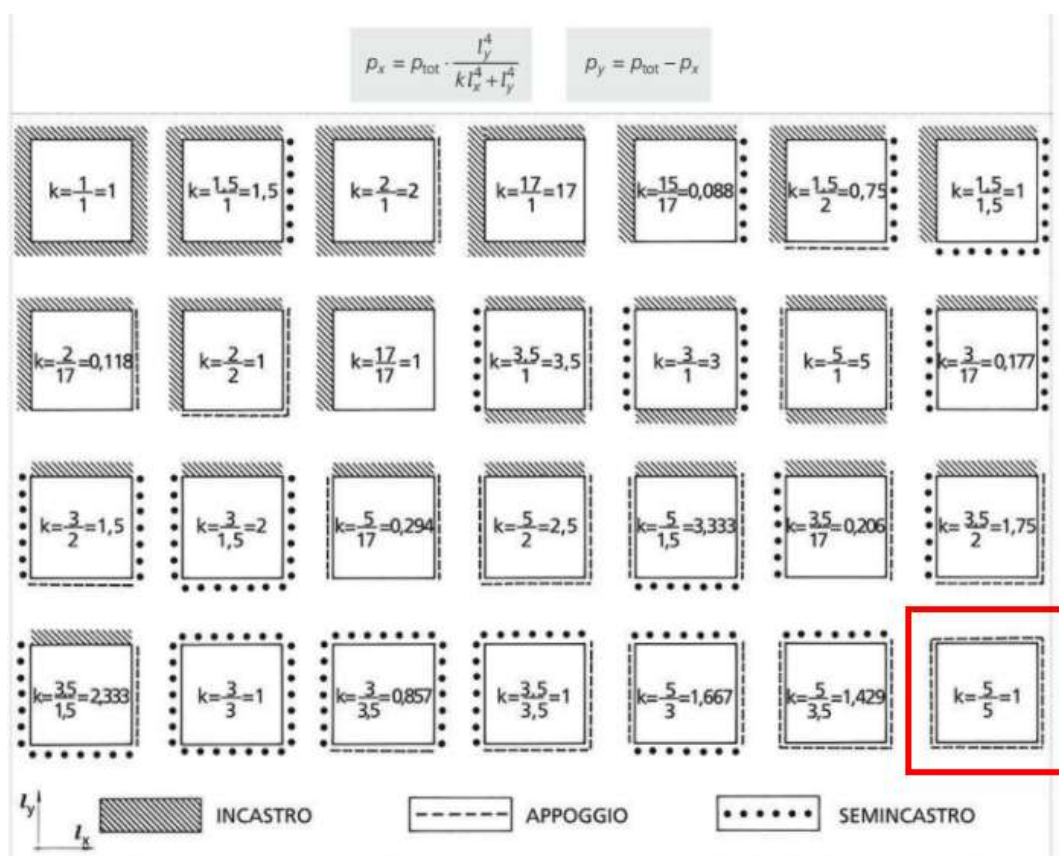 p_x = p_tot · l_y^4 / (k l_x^4 + l_y^4)   p_y = p_tot − p_x
k=1/1=1   k=1,5/1=1,5   k=2/1=2   k=17/1=17   k=15/17=0,088   k=1,5/2=0,75   k=1,5/1,5=1
k=2/17=0,118   k=2/2=1   k=17/17=1   k=3,5/1=3,5   k=3/1=3   k=5/1=5   k=3/17=0,177
k=3/2=1,5   k=3/1,5=2   k=5/17=0,294   k=5/2=2,5   k=5/1,5=3,333   k=3,5/17=0,206   k=3,5/2=1,75
k=3,5/1,5=2,333   k=3/3=1   k=3/3,5=0,857   k=3,5/3,5=1   k=5/3=1,667   k=5/3,5=1,429   k=5/5=1
l_y   l_x   INCASTRO   APPOGGIO   SEMINCASTRO